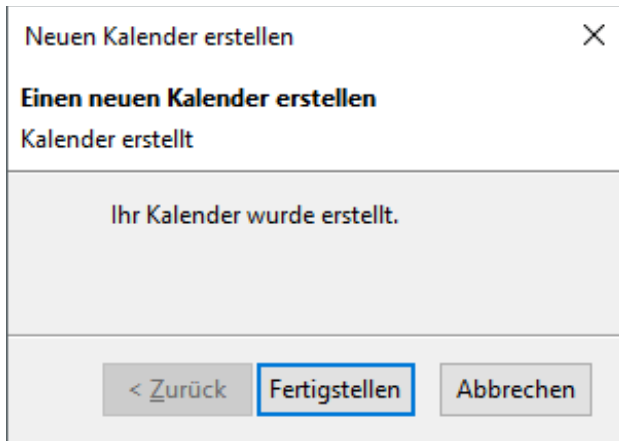 Neuen Kalender erstellen
Einen neuen Kalender erstellen
Kalender erstellt
Ihr Kalender wurde erstellt.
< Zurück Fertigstellen Abbrechen